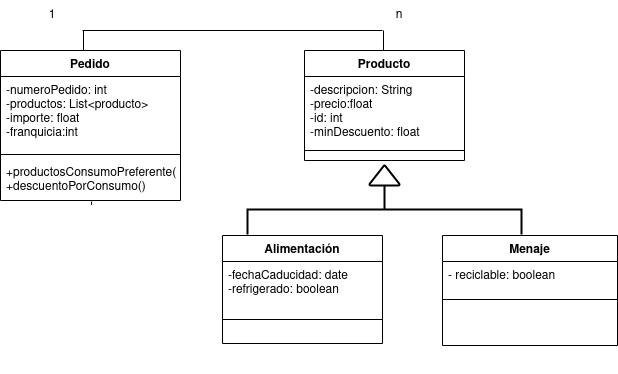 1
n
Pedido
-numeroPedido: int
-productos: List<producto>
-importe: float
-franquicia:int
+productosConsumoPreferente(
+descuentoPorConsumo()
Producto
-descripcion: String
-precio:float
-id: int
-minDescuento: float
Alimentación
-fechaCaducidad: date
-refrigerado: boolean
Menaje
- reciclable: boolean